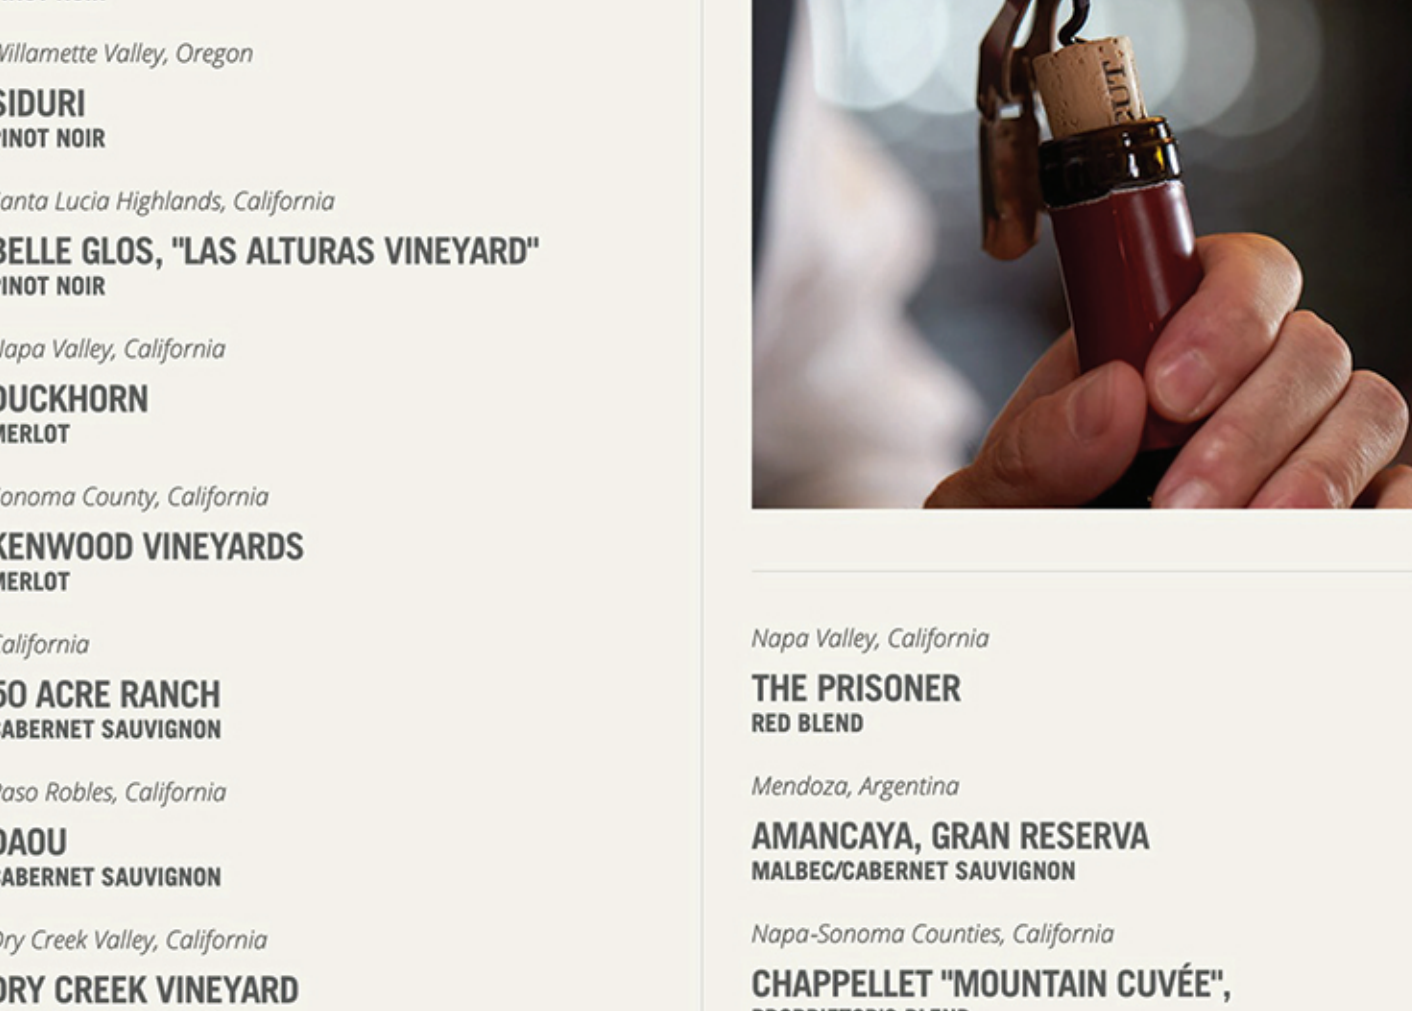 Willamette Valley, Oregon
SIDURI
PINOT NOIR
Santa Lucia Highlands, California
BELLE GLOS, "LAS ALTURAS VINEYARD"
PINOT NOIR
Napa Valley, California
DUCKHORN
MERLOT
Sonoma County, California
KENWOOD VINEYARDS
MERLOT
California
50 ACRE RANCH
CABERNET SAUVIGNON
Paso Robles, California
DAOU
CABERNET SAUVIGNON
Dry Creek Valley, California
DRY CREEK VINEYARD
Napa Valley, California
THE PRISONER
RED BLEND
Mendoza, Argentina
AMANCAYA, GRAN RESERVA
MALBEC/CABERNET SAUVIGNON
Napa-Sonoma Counties, California
CHAPPELLET "MOUNTAIN CUVÉE",